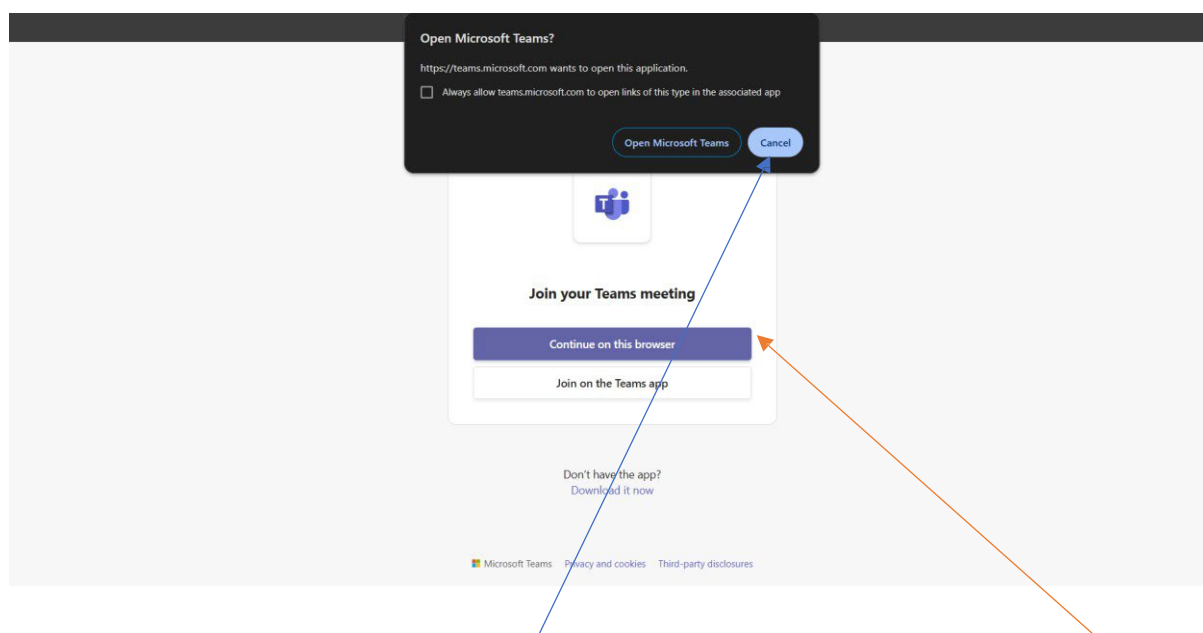 Open Microsoft Teams?
https://teams.microsoft.com wants to open this application.
Always allow teams.microsoft.com to open links of this type in the associated app
Open Microsoft Teams Cancel
T
Join your Teams meeting
Continue on this browser
Join on the Teams app
Don't have the app?
Download it now
Microsoft Teams Privacy and cookies Third-party disclosures